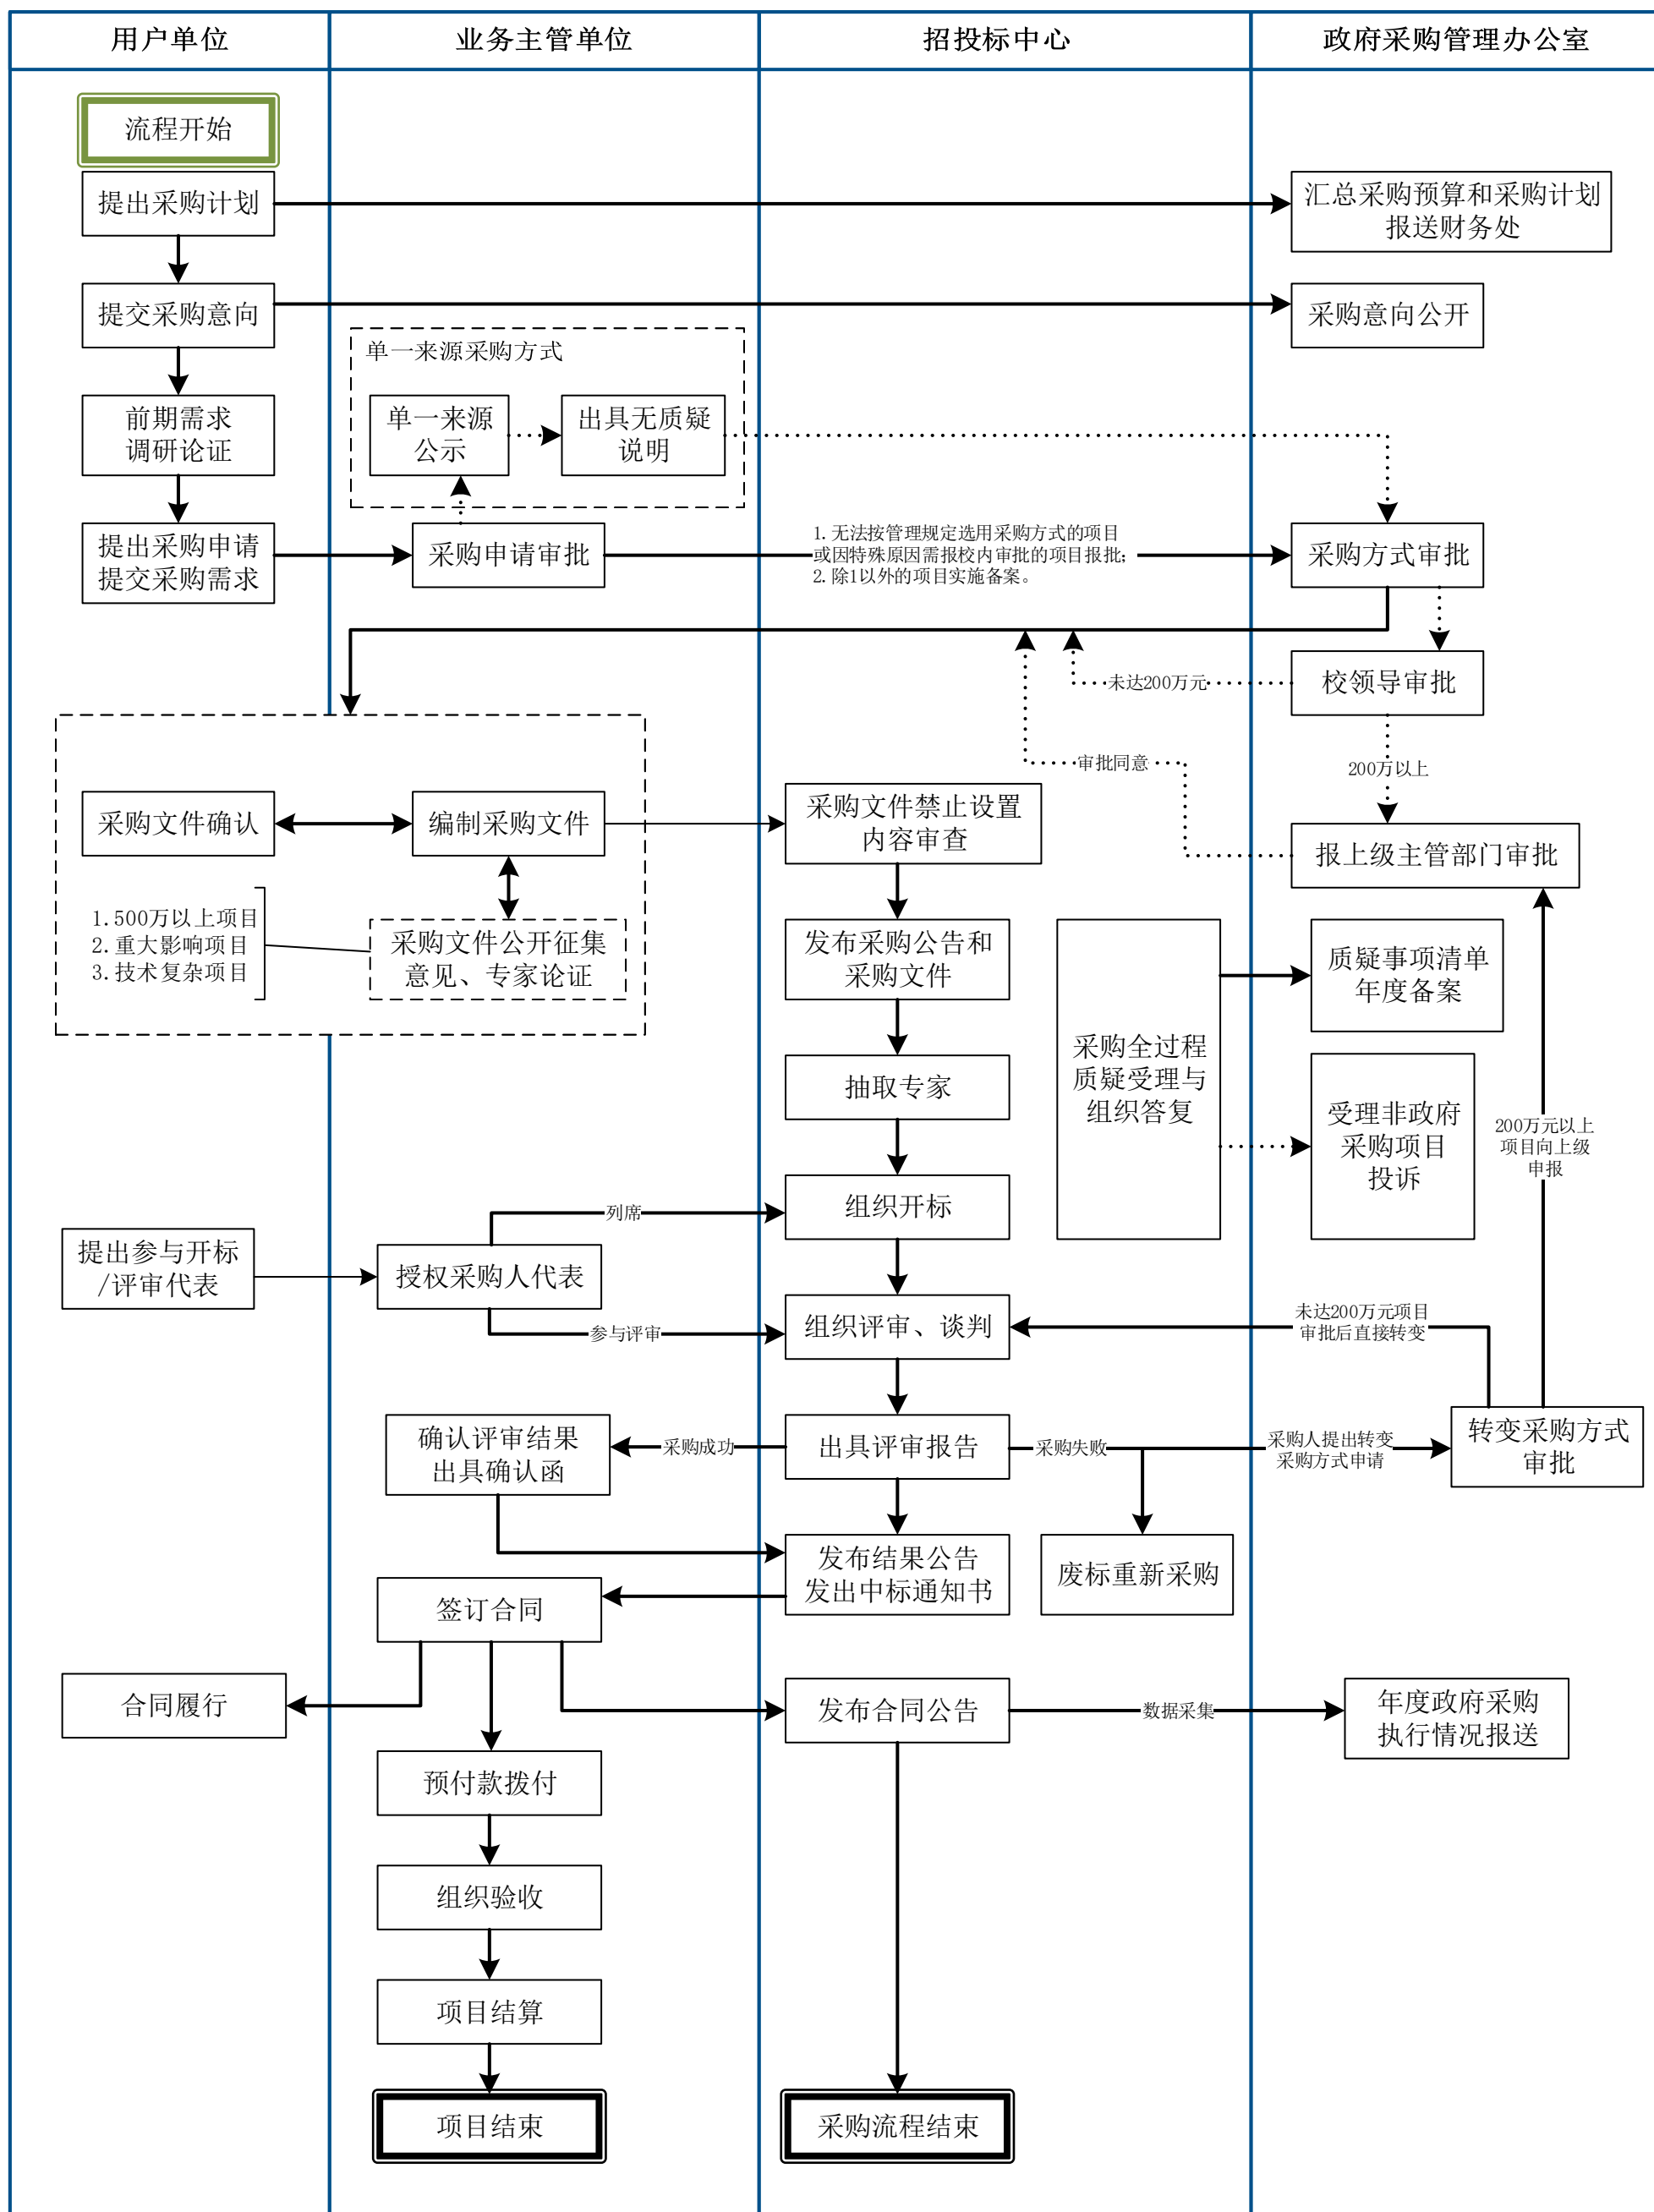 用户单位
业务主管单位
招投标中心
政府采购管理办公室
流程开始
提出采购计划
汇总采购预算和采购计划
报送财务处
提交采购意向
采购意向公开
单一来源采购方式
前期需求
调研论证
单一来源
公示
出具无质疑
说明
提出采购申请
提交采购需求
采购申请审批
1. 无法按管理规定选用采购方式的项目
或因特殊原因需报校内审批的项目报批;
2. 除1以外的项目实施备案。
采购方式审批
未达200万元
校领导审批
审批同意
200万以上
采购文件确认
编制采购文件
采购文件禁止设置
内容审查
报上级主管部门审批
1. 500万以上项目
2. 重大影响项目
3. 技术复杂项目
采购文件公开征集
意见、专家论证
发布采购公告和
采购文件
质疑事项清单
年度备案
采购全过程
质疑受理与
组织答复
抽取专家
受理非政府
采购项目
投诉
200万元以上
项目向上级
申报
列席
组织开标
提出参与开标
/评审代表
授权采购人代表
参与评审
组织评审、谈判
未达200万元项目
审批后直接转变
确认评审结果
出具确认函
采购成功
出具评审报告
采购失败
采购人提出转变
采购方式申请
转变采购方式
审批
发布结果公告
发出中标通知书
废标重新采购
签订合同
合同履行
发布合同公告
数据采集
年度政府采购
执行情况报送
预付款拨付
组织验收
项目结算
项目结束
采购流程结束